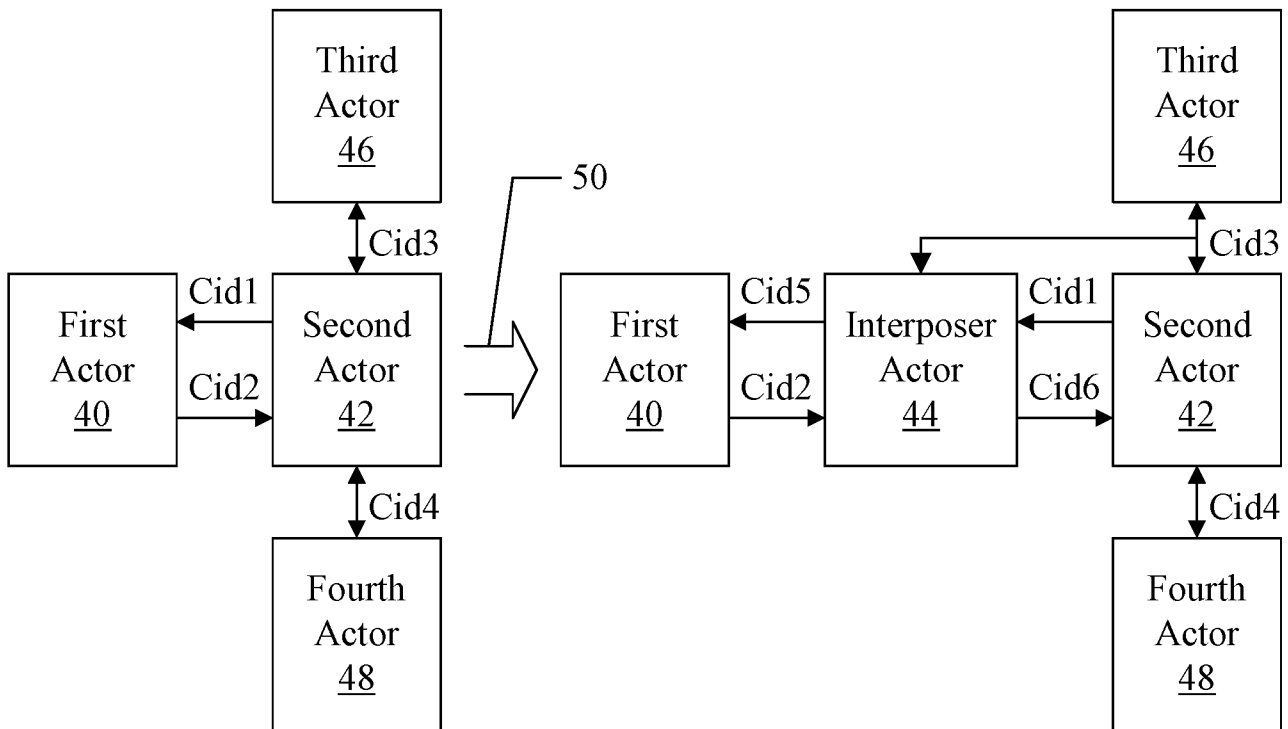 Third
Actor
46
Cid3
First
Actor
40
Cid1
Cid2
Second
Actor
42
Cid4
Fourth
Actor
48
50
Third
Actor
46
Cid3
First
Actor
40
Cid5
Cid2
Interposer
Actor
44
Cid1
Cid6
Second
Actor
42
Cid4
Fourth
Actor
48